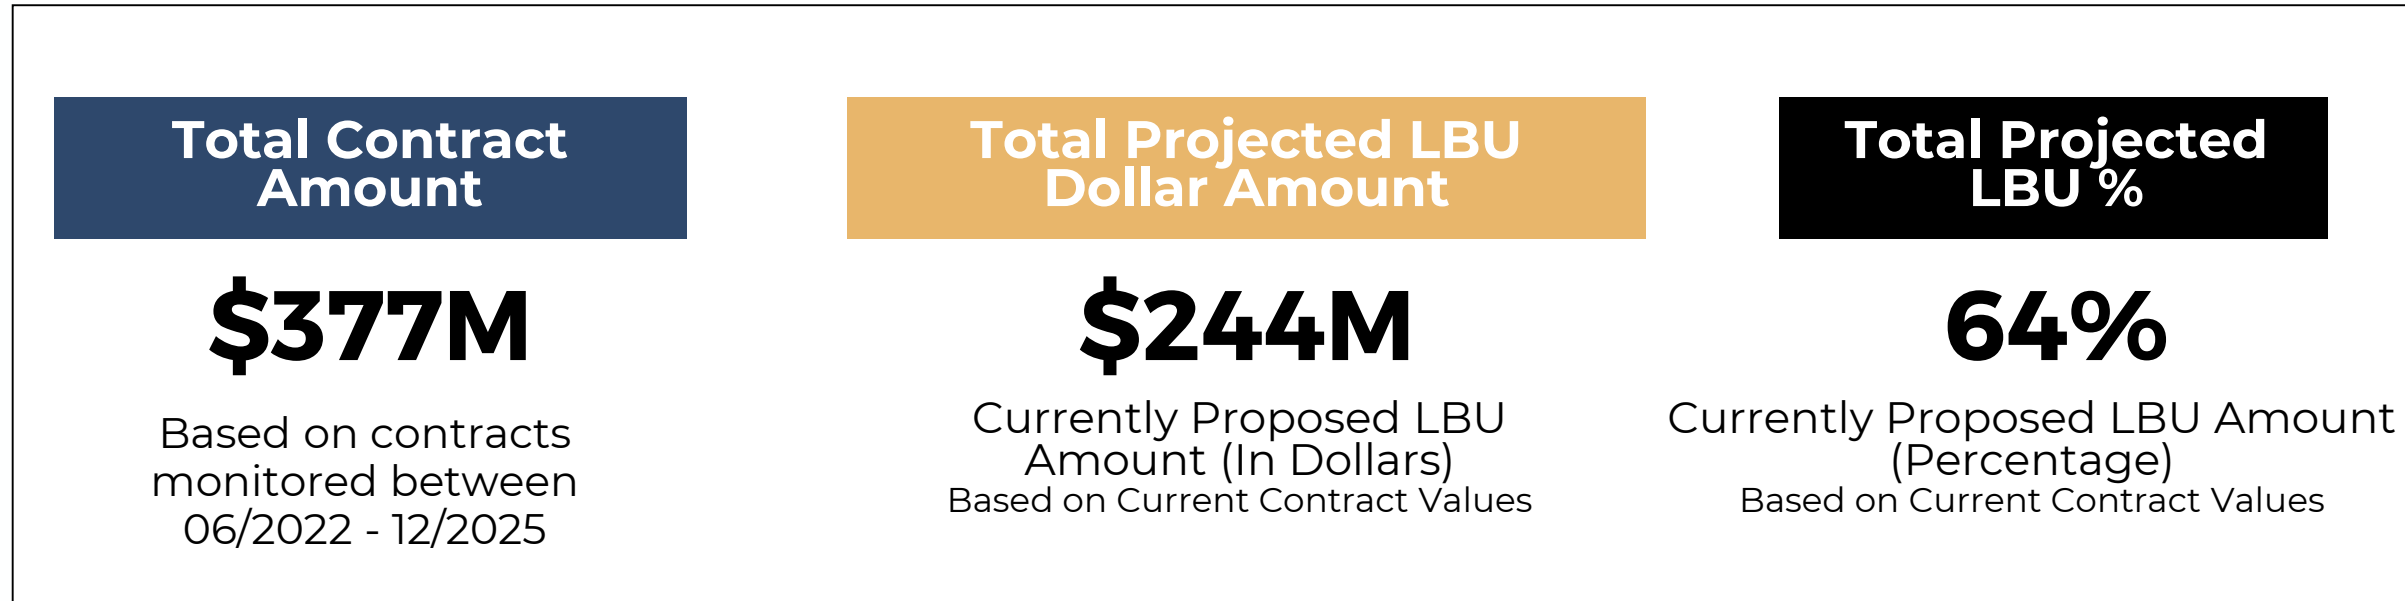 Total Contract
Amount
$377M
Based on contracts
monitored between
06/2022 - 12/2025
Total Projected LBU
Dollar Amount
$244M
Currently Proposed LBU
Amount (In Dollars)
Based on Current Contract Values
Total Projected
LBU %
64%
Currently Proposed LBU Amount
(Percentage)
Based on Current Contract Values